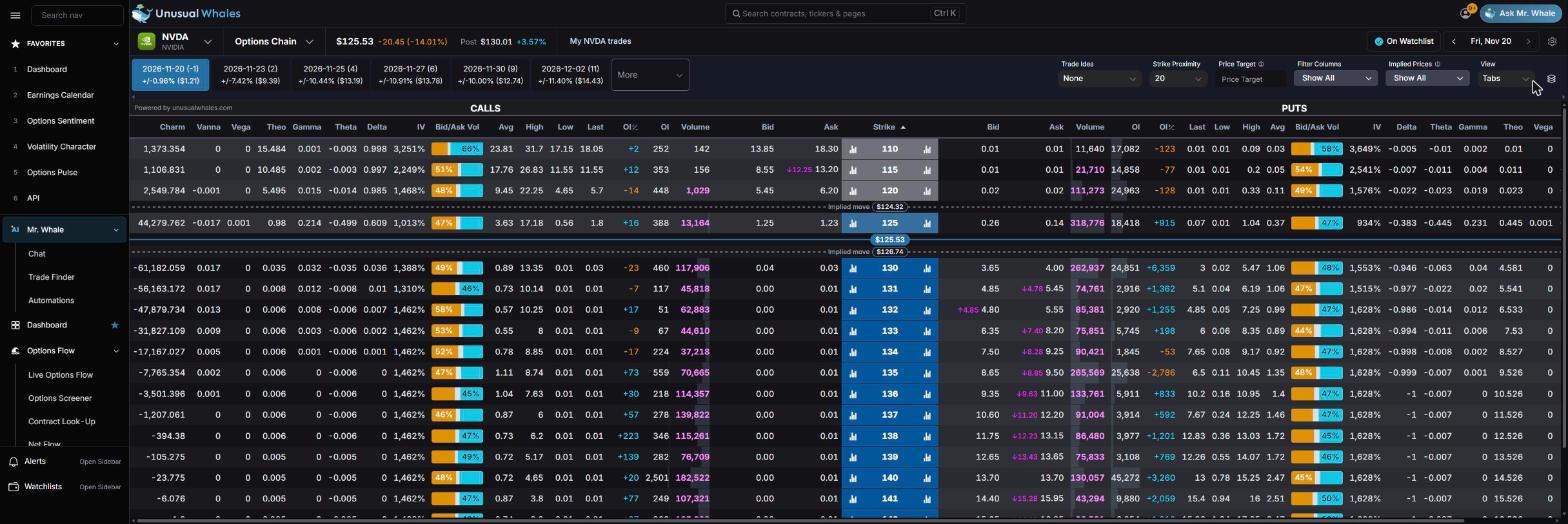 Search nav
Unusual Whales
Search contracts, tickers & pages
Ctrl K
9+
Ask Mr. Whale
FAVORITES
1 Dashboard
2 Earnings Calendar
3 Options Sentiment
4 Volatility Character
5 Options Pulse
6 API
AI Mr. Whale
Chat
Trade Finder
Automations
Dashboard
Options Flow
Live Options Flow
Options Screener
Contract Look-Up
Net Flow
Alerts Open Sidebar
Watchlists Open Sidebar
NVDA
NVIDIA
Options Chain
$125.53 -20.45 (-14.01%) Post $130.01 +3.57%
My NVDA trades
On Watchlist
Fri, Nov 20
2026-11-20 (-1)
+/-0.96% ($1.21)
2026-11-23 (2)
+/-7.42% ($9.39)
2026-11-25 (4)
+/-10.44% ($13.19)
2026-11-27 (6)
+/-10.91% ($13.78)
2026-11-30 (9)
+/-10.00% ($12.74)
2026-12-02 (11)
+/-11.40% ($14.43)
More
Trade Idea
None
Strike Proximity
20
Price Target
Price Target
Filter Columns
Show All
Implied Prices
Show All
View
Tabs
Powered by unusualwhales.com CALLS PUTS
Charm Vanna Vega Theo Gamma Theta Delta IV Bid/Ask Vol Avg High Low Last OI% OI Volume Bid Ask Strike Bid Ask Volume OI OI% Last Low High Avg Bid/Ask Vol IV Delta Theta Gamma Theo Vega
1,373.354 0 0 15.484 0.001 -0.003 0.998 3,251% 66% 23.81 31.7 17.15 18.05 +2 252 142 13.85 18.30 110 0.01 0.01 11,640 17,082 -123 0.01 0.01 0.09 0.03 58% 3,649% -0.005 -0.01 0.002 0.01 0
1,106.831 0 0 10.485 0.002 -0.003 0.997 2,249% 51% 17.76 26.83 11.55 11.55 +12 353 156 8.55 ↓12.25 13.20 115 0.01 0.01 21,710 14,858 -77 0.01 0.01 0.2 0.05 54% 2,541% -0.007 -0.011 0.004 0.011 0
2,549.784 -0.001 0 5.495 0.015 -0.014 0.985 1,468% 48% 9.45 22.25 4.65 5.7 -14 448 1,029 5.45 6.20 120 0.02 0.02 111,273 24,963 -128 0.01 0.01 0.33 0.11 49% 1,576% -0.022 -0.023 0.019 0.023 0
Implied move $124.32
44,279.762 -0.017 0.001 0.98 0.214 -0.499 0.609 1,013% 47% 3.63 17.18 0.56 1.8 +16 388 13,164 1.25 1.23 125 0.26 0.14 318,776 18,418 +915 0.07 0.01 1.04 0.37 47% 934% -0.383 -0.445 0.231 0.445 0.001
$125.53
Implied move $126.74
-61,182.059 0.017 0 0.035 0.032 -0.035 0.036 1,388% 49% 0.89 13.35 0.01 0.03 -23 460 117,906 0.04 0.03 130 3.65 4.00 262,937 24,851 +6,359 3 0.02 5.47 1.06 48% 1,553% -0.946 -0.063 0.04 4.581 0
-56,163.172 0.017 0 0.008 0.012 -0.008 0.01 1,310% 46% 0.73 10.14 0.01 0.01 -7 117 45,818 0.00 0.01 131 4.85 ↓4.78 5.45 74,761 2,916 +1,362 5.1 0.04 6.19 1.06 47% 1,515% -0.977 -0.02 0.022 5.541 0
-47,879.734 0.013 0 0.006 0.008 -0.006 0.006 1,462% 58% 0.57 10.25 0.01 0.01 +17 51 62,883 0.00 0.01 132 ↑4.85 4.80 5.55 85,381 2,920 +1,255 4.85 0.05 7.25 0.99 47% 1,628% -0.986 -0.014 0.012 6.533 0
-31,827.109 0.009 0 0.006 0.003 -0.006 0.002 1,462% 53% 0.55 8 0.01 0.01 -9 67 44,610 0.00 0.01 133 6.35 ↓7.40 8.20 75,851 5,745 +198 6 0.06 8.35 0.89 44% 1,628% -0.994 -0.011 0.006 7.53 0
-17,167.027 0.005 0 0.006 0.001 -0.006 0.001 1,462% 52% 0.78 8.85 0.01 0.01 -17 224 37,218 0.00 0.01 134 7.50 ↓8.28 9.25 90,421 1,845 -53 7.65 0.08 9.17 0.92 47% 1,628% -0.998 -0.008 0.002 8.527 0
-7,765.354 0.002 0 0.006 0 -0.006 0 1,462% 47% 1.11 8.74 0.01 0.01 +73 559 70,665 0.00 0.01 135 8.65 ↓8.85 9.50 265,569 25,638 -2,786 8.5 0.11 10.45 1.35 48% 1,628% -0.999 -0.007 0.001 9.526 0
-3,501.396 0.001 0 0.006 0 -0.006 0 1,462% 45% 1.04 7.63 0.01 0.01 +30 218 114,357 0.00 0.01 136 9.35 ↓9.63 11.00 133,761 5,911 +833 10.2 0.16 10.95 1.4 47% 1,628% -1 -0.007 0 10.526 0
-1,207.061 0 0 0.006 0 -0.006 0 1,462% 46% 0.87 6 0.01 0.01 +57 278 139,822 0.00 0.01 137 10.60 ↓11.20 12.20 91,004 3,914 +592 7.67 0.24 12.25 1.46 47% 1,628% -1 -0.007 0 11.526 0
-394.38 0 0 0.006 0 -0.006 0 1,462% 47% 0.73 6.2 0.01 0.01 +223 346 115,261 0.00 0.01 138 11.75 ↓12.23 13.15 86,480 3,977 +1,201 12.83 0.36 13.03 1.72 45% 1,628% -1 -0.007 0 12.526 0
-105.275 0 0 0.005 0 -0.005 0 1,462% 49% 0.72 5.17 0.01 0.01 +139 282 76,709 0.00 0.01 139 12.65 ↓13.43 13.65 75,833 3,108 +769 12.26 0.55 14.07 1.72 46% 1,628% -1 -0.007 0 13.526 0
-23.775 0 0 0.005 0 -0.005 0 1,462% 48% 0.72 4.65 0.01 0.01 +20 2,501 182,522 0.00 0.01 140 13.70 13.70 130,057 45,272 +3,260 13 0.78 15.25 2.47 45% 1,628% -1 -0.007 0 14.526 0
-6.076 0 0 0.005 0 -0.005 0 1,462% 47% 0.87 3.8 0.01 0.01 +77 249 107,321 0.00 0.01 141 14.40 ↓15.28 15.95 43,294 9,880 +2,059 15.4 0.94 16 2.51 50% 1,628% -1 -0.007 0 15.526 0